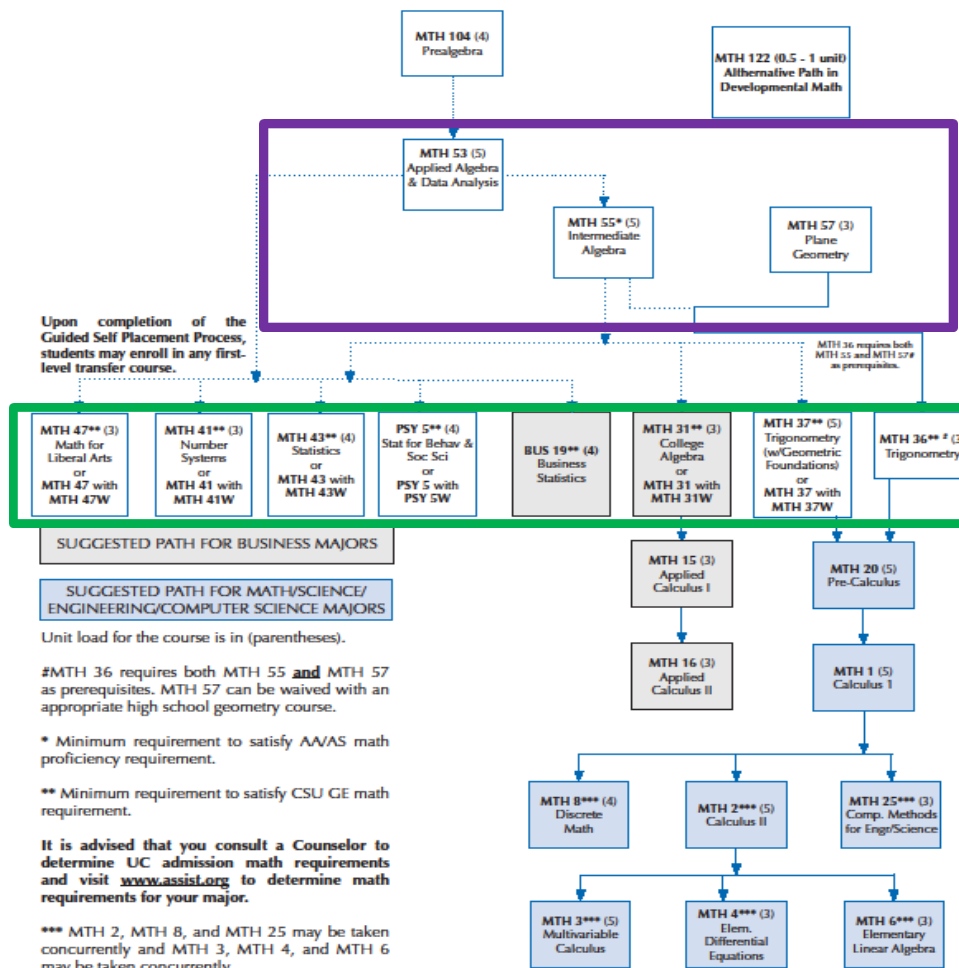 MTH 104 (4)
Prealgebra
MTH 122 (0.5 - 1 unit)
Althernative Path in
Developmental Math
MTH 53 (5)
Applied Algebra
& Data Analysis
MTH 55* (5)
Intermediate
Algebra
MTH 57 (3)
Plane
Geometry
Upon completion of the
Guided Self Placement Process,
students may enroll in any first-
level transfer course.
MTH 36 requires both
MTH 55 and MTH 57#
as prerequisites.
MTH 47** (3)
Math for
Liberal Arts
or
MTH 47 with
MTH 47W
MTH 41** (3)
Number
Systems
or
MTH 41 with
MTH 41W
MTH 43** (4)
Statistics
or
MTH 43 with
MTH 43W
PSY 5** (4)
Stat for Behav &
Soc Sci
or
PSY 5 with
PSY 5W
BUS 19** (4)
Business
Statistics
MTH 31** (3)
College
Algebra
or
MTH 31 with
MTH 31W
MTH 37** (5)
Trigonometry
(w/Geometric
Foundations)
or
MTH 37 with
MTH 37W
MTH 36** # (3
Trigonometry
SUGGESTED PATH FOR BUSINESS MAJORS
SUGGESTED PATH FOR MATH/SCIENCE/
ENGINEERING/COMPUTER SCIENCE MAJORS
MTH 15 (3)
Applied
Calculus I
MTH 20 (5)
Pre-Calculus
MTH 16 (3)
Applied
Calculus II
MTH 1 (5)
Calculus 1
Unit load for the course is in (parentheses).
#MTH 36 requires both MTH 55 and MTH 57
as prerequisites. MTH 57 can be waived with an
appropriate high school geometry course.
* Minimum requirement to satisfy AA/AS math
proficiency requirement.
** Minimum requirement to satisfy CSU GE math
requirement.
It is advised that you consult a Counselor to
determine UC admission math requirements
and visit www.assist.org to determine math
requirements for your major.
*** MTH 2, MTH 8, and MTH 25 may be taken
concurrently and MTH 3, MTH 4, and MTH 6
may be taken concurrently
MTH 8*** (4)
Discrete
Math
MTH 2*** (5)
Calculus II
MTH 25*** (3)
Comp. Methods
for Engr/Science
MTH 3*** (5)
Multivariable
Calculus
MTH 4*** (3)
Elem.
Differential
Equations
MTH 6*** (3)
Elementary
Linear Algebra